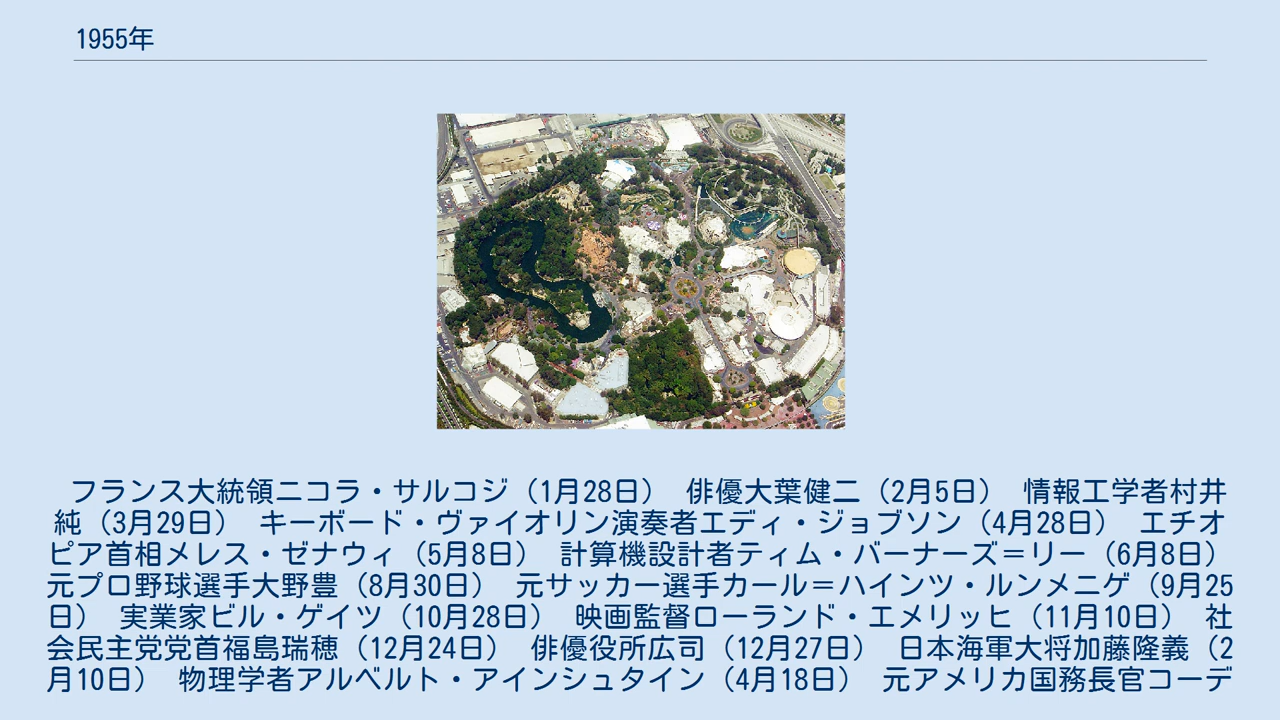 1955年
フランス大統領ニコラ・サルコジ（1月28日）　俳優大葉健二（2月5日）　情報工学者村井
純（3月29日）　キーボード・ヴァイオリン演奏者エディ・ジョブソン（4月28日）　エチオ
ピア首相メレス・ゼナウィ（5月8日）　計算機設計者ティム・バーナーズ＝リー（6月8日）
元プロ野球選手大野豊（8月30日）　元サッカー選手カール＝ハインツ・ルンメニゲ（9月25
日）　実業家ビル・ゲイツ（10月28日）　映画監督ローランド・エメリッヒ（11月10日）　社
会民主党党首福島瑞穂（12月24日）　俳優役所広司（12月27日）　日本海軍大将加藤隆義（2
月10日）　物理学者アルベルト・アインシュタイン（4月18日）　元アメリカ国務長官コーデ